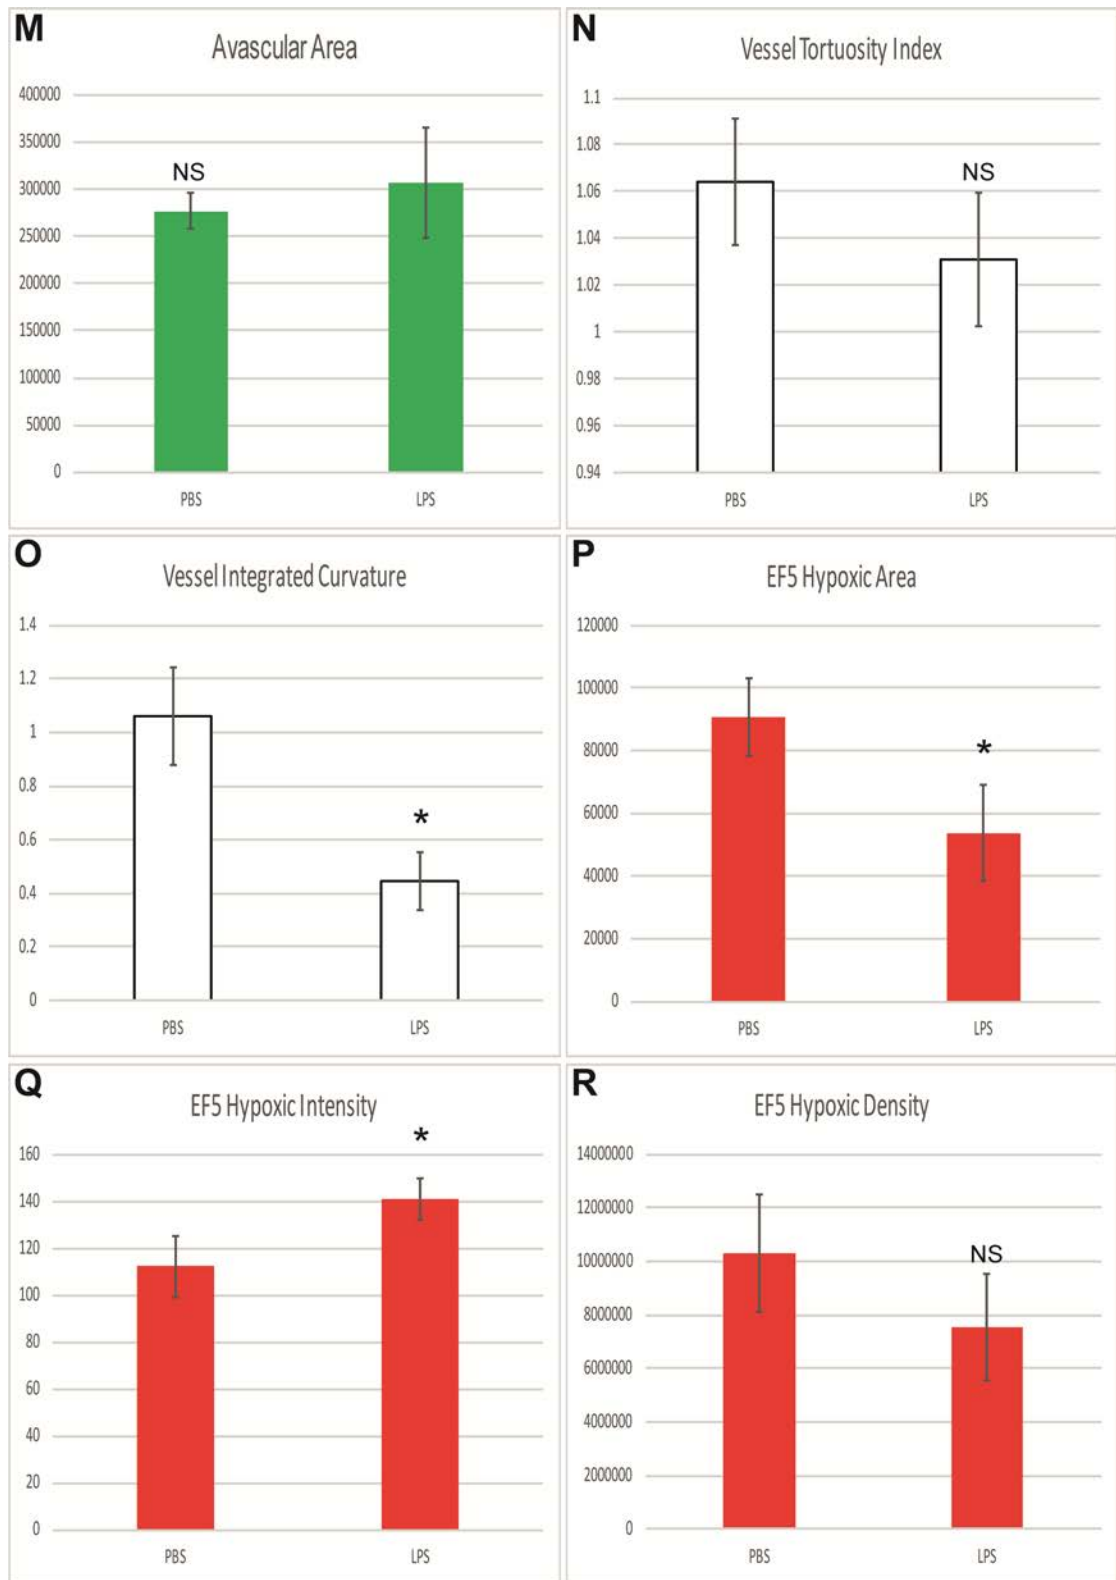 M
Avascular Area
400000
350000
300000
250000
200000
150000
100000
50000
0
NS
PBS LPS
N
Vessel Tortuosity Index
1.1
1.08
1.06
1.04
1.02
1
0.98
0.96
0.94
NS
PBS LPS
O
Vessel Integrated Curvature
1.4
1.2
1
0.8
0.6
0.4
0.2
0
*
PBS LPS
P
EF5 Hypoxic Area
120000
100000
80000
60000
40000
20000
0
*
PBS LPS
Q
EF5 Hypoxic Intensity
160
140
120
100
80
60
40
20
0
*
PBS LPS
R
EF5 Hypoxic Density
14000000
12000000
10000000
8000000
6000000
4000000
2000000
0
NS
PBS LPS